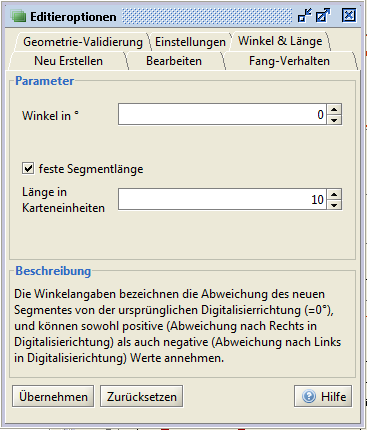 Editieroptionen
Geometrie-Validierung Einstellungen Winkel & Länge
Neu Erstellen Bearbeiten Fang-Verhalten
Parameter
Winkel in ° 0
feste Segmentlänge
Länge in
Karteneinheiten 10
Beschreibung
Die Winkelangaben bezeichnen die Abweichung des neuen
Segmentes von der ursprünglichen Digitalisierrichtung (=0°),
und können sowohl positive (Abweichung nach Rechts in
Digitalisierichtung) als auch negative (Abweichung nach Links
in Digitalisierichtung) Werte annehmen.
Übernehmen Zurücksetzen Hilfe